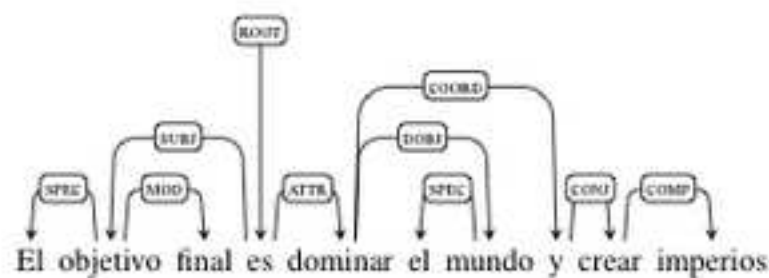 ROOT
COORD
SUBJ DOBJ
SPEC MOD ATTR SPEC CONJ COMP
El objetivo final es dominar el mundo y crear imperios